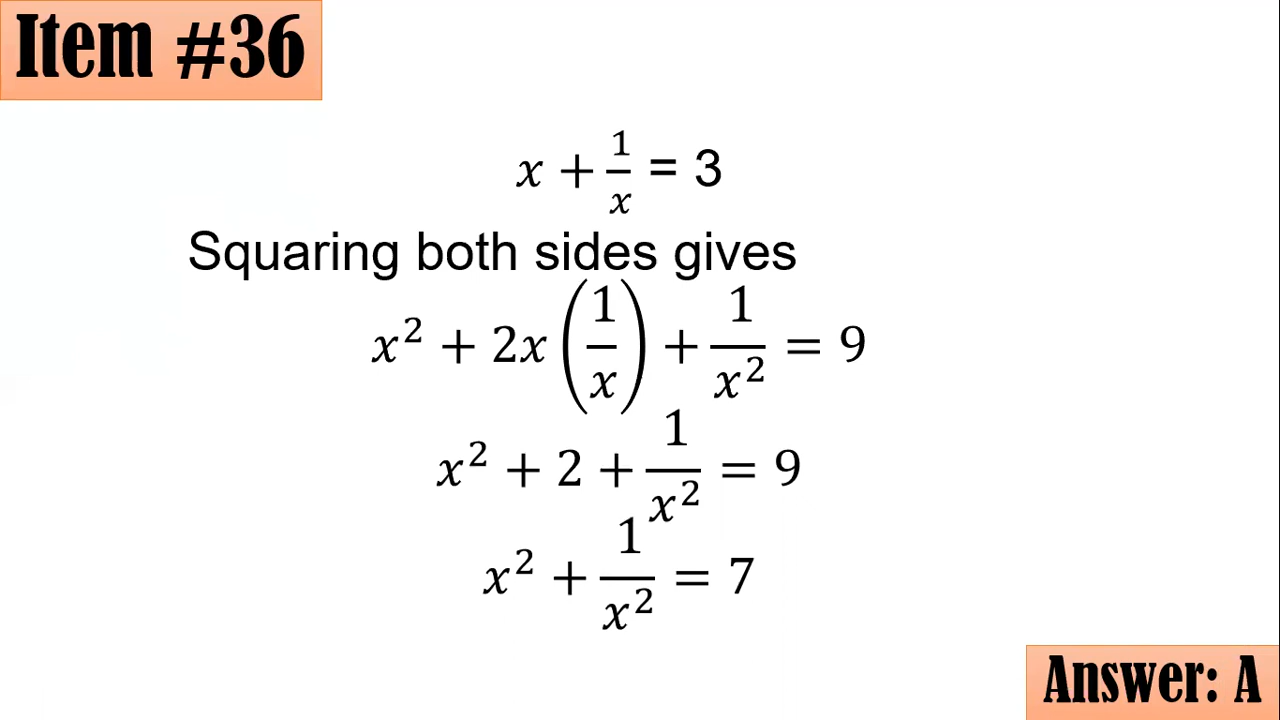 Item #36
x + 1/x = 3
Squaring both sides gives
x² + 2x(1/x) + 1/x² = 9
x² + 2 + 1/x² = 9
x² + 1/x² = 7
Answer: A